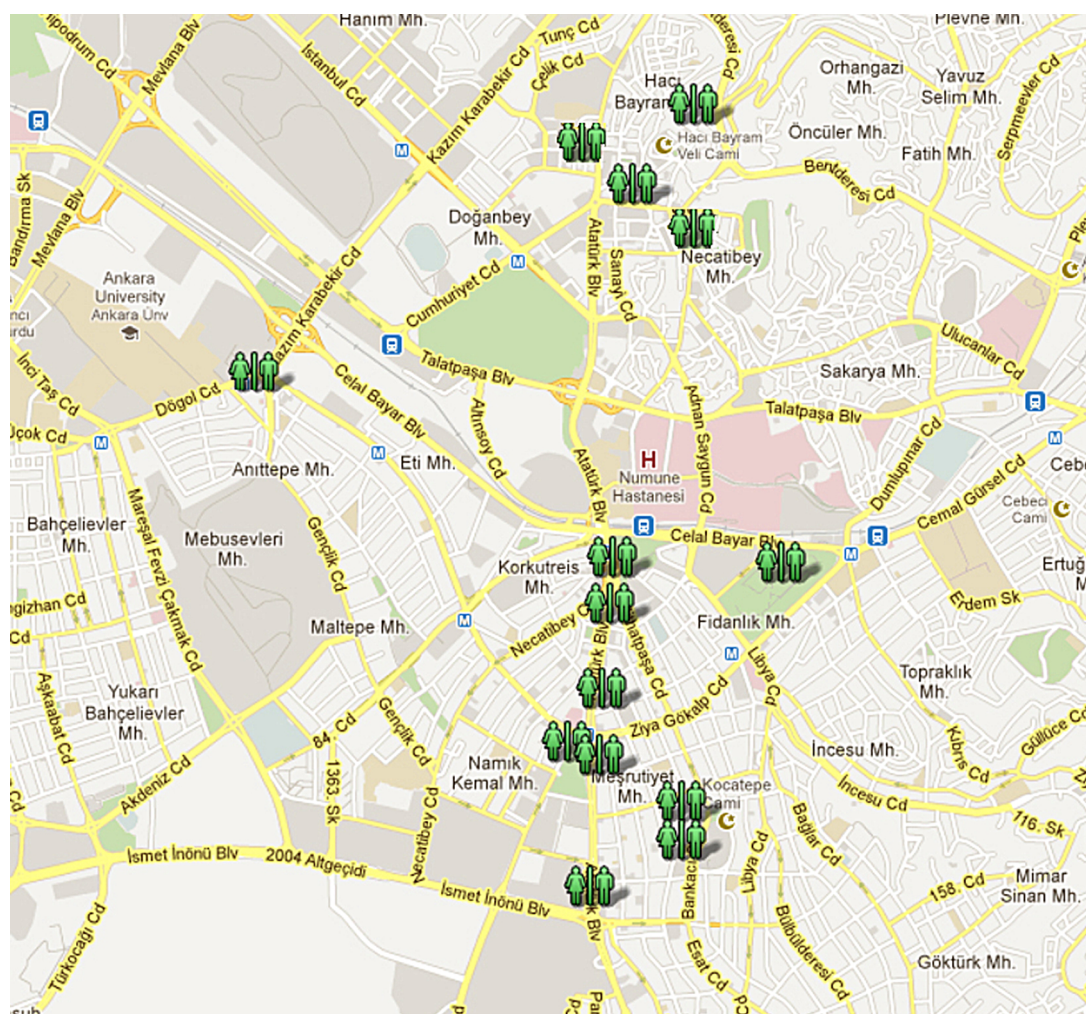 Hipodrum Cd
Mevlana Blv
İstanbul Cd
Hanım Mh.
Tunç Cd
Çelik Cd
Kazım Karabekir Cd
Hacı
Bayram
Plevne Mh.
Orhangazi
Mh.
Yavuz
Selim Mh.
Serpmeevler Cd
Öncüler Mh.
Fatih Mh.
Hacı Bayram
Veli Cami
Bentderesi Cd
M
Bandırma Sk
Mevlana Blv
Doğanbey
Mh.
Atatürk Blv
Sanayi Cd
Necatibey
Mh.
M
Ankara
University
Ankara Ünv
Kazım Karabekir Cd
Cumhuriyet Cd
Ulucanlar Cd
İnci Taş Cd
Talatpaşa Blv
Sakarya Mh.
Celal Bayar Blv
Dögol Cd
Adnan Saygun Cd
Talatpaşa Blv
Üçok Cd
M
Altınsoy Cd
M
M
Anıttepe Mh.
Eti Mh.
Atatürk Blv
H
Numune
Hastanesi
Dumlupınar Cd
Cemal Gürsel Cd
Cebeci
Cami
Bahçelievler
Mh.
Mareşal Fevzi Çakmak Cd
Mebusevleri
Mh.
Gençlik Cd
Celal Bayar Blv
M
Korkutreis
Mh.
Erdem Sk
M
Maltepe Mh.
Fidanlık Mh.
M
Libya Cd
Topraklık
Mh.
Aşkaabat Cd
Yukarı
Bahçelievler
Mh.
84. Cd
Gençlik Cd
Ziya Gökalp Cd
İncesu Mh.
Kıbrıs Cd
Güllüce Cd
Akdeniz Cd
1363. Sk
Namık
Kemal Mh.
Meşrutiyet
Mh.
Kocatepe
Cami
İncesu Cd
116. Sk
Necatibey Cd
Bağlar Cd
Libya Cd
İsmet İnönü Blv
2004 Altgeçidi
İsmet İnönü Blv
158. Cd
Mimar
Sinan Mh.
Türkocağı Cd
Esat Cd
Bülbülderesi Cd
Göktürk Mh.